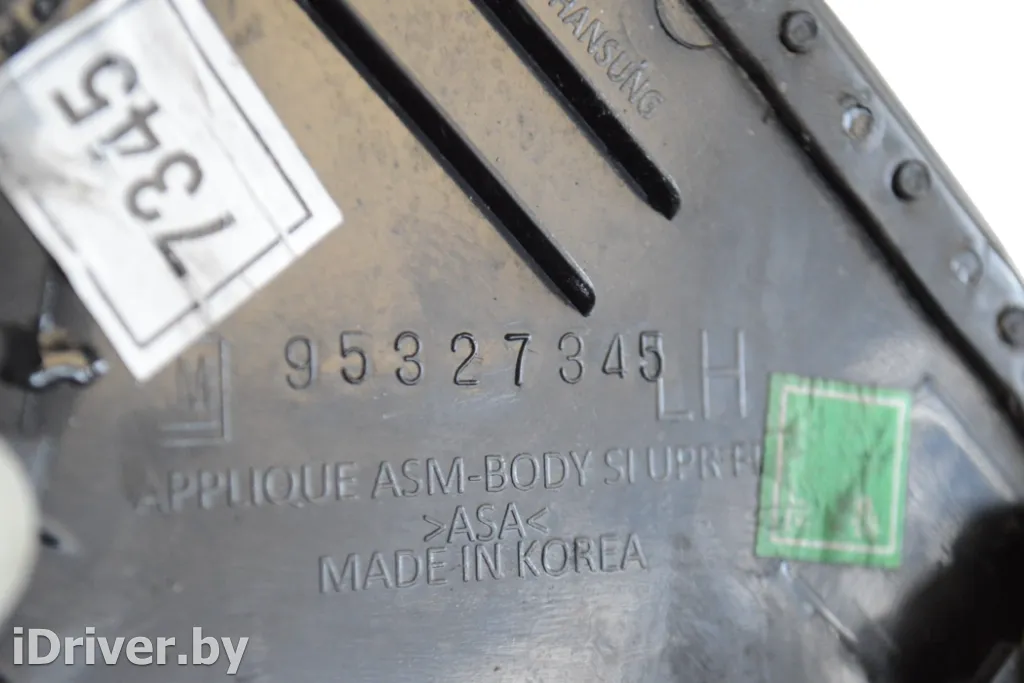 HANSUNG
7345
95327345
LH
APPLIQUE ASM-BODY SI UPR
>ASA<
MADE IN KOREA
iDriver.by